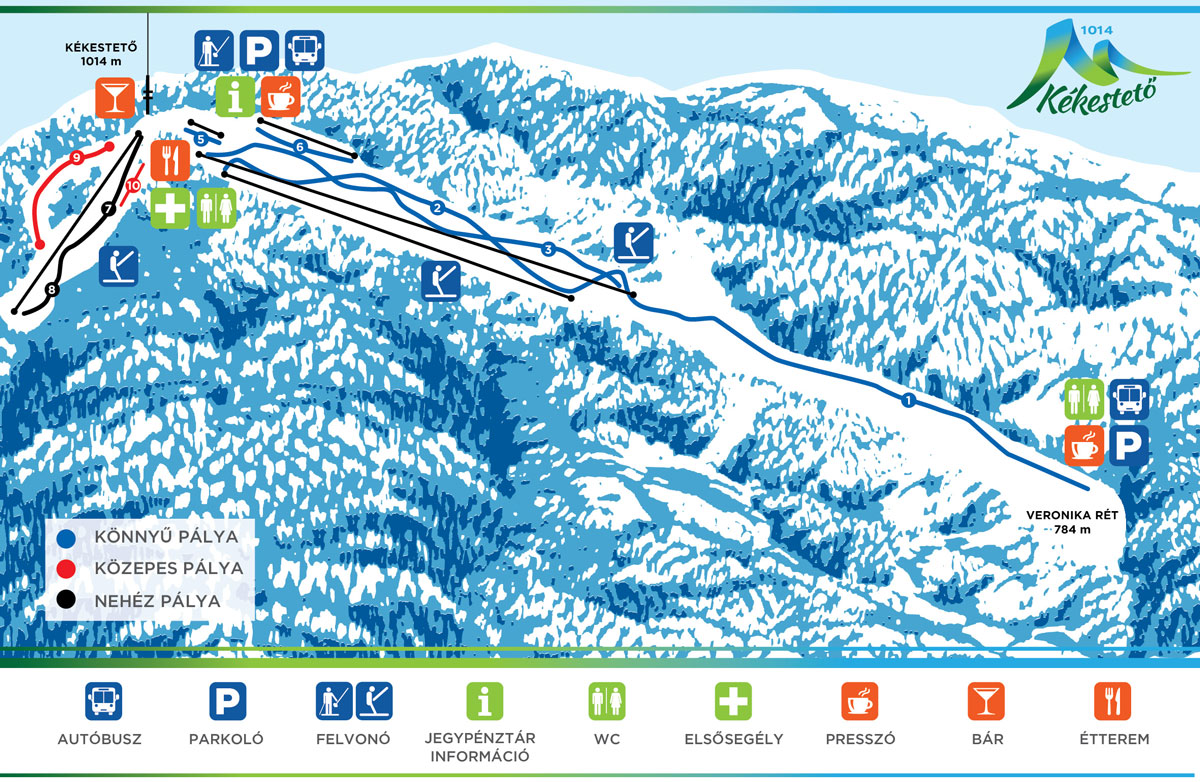 KÉKESTETŐ
1014 m
P
i
1014
Kékestető
5
6
9
10
7
2
3
8
1
P
VERONIKA RÉT
784 m
KÖNNYŰ PÁLYA
KÖZEPES PÁLYA
NEHÉZ PÁLYA
P
i
AUTÓBUSZ
PARKOLÓ
FELVONÓ
JEGYPÉNZTÁR
INFORMÁCIÓ
WC
ELSŐSEGÉLY
PRESSZÓ
BÁR
ÉTTEREM